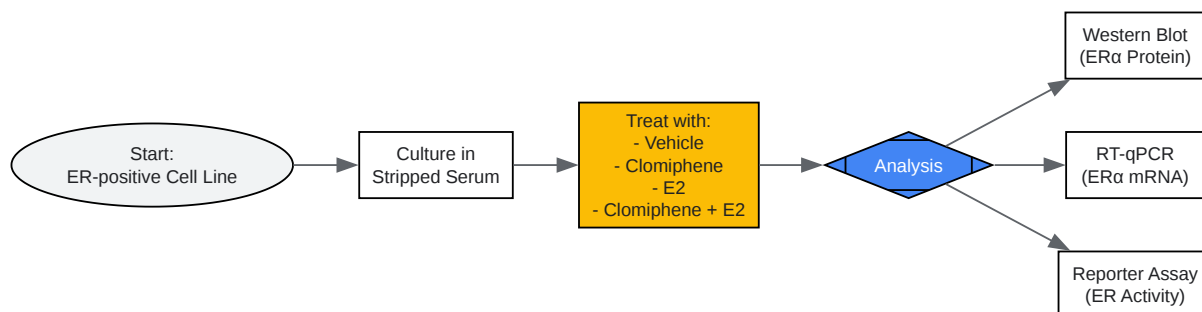 Start:
ER-positive Cell Line
Culture in
Stripped Serum
Treat with:
- Vehicle
- Clomiphene
- E2
- Clomiphene + E2
Analysis
Western Blot
(ERα Protein)
RT-qPCR
(ERα mRNA)
Reporter Assay
(ER Activity)